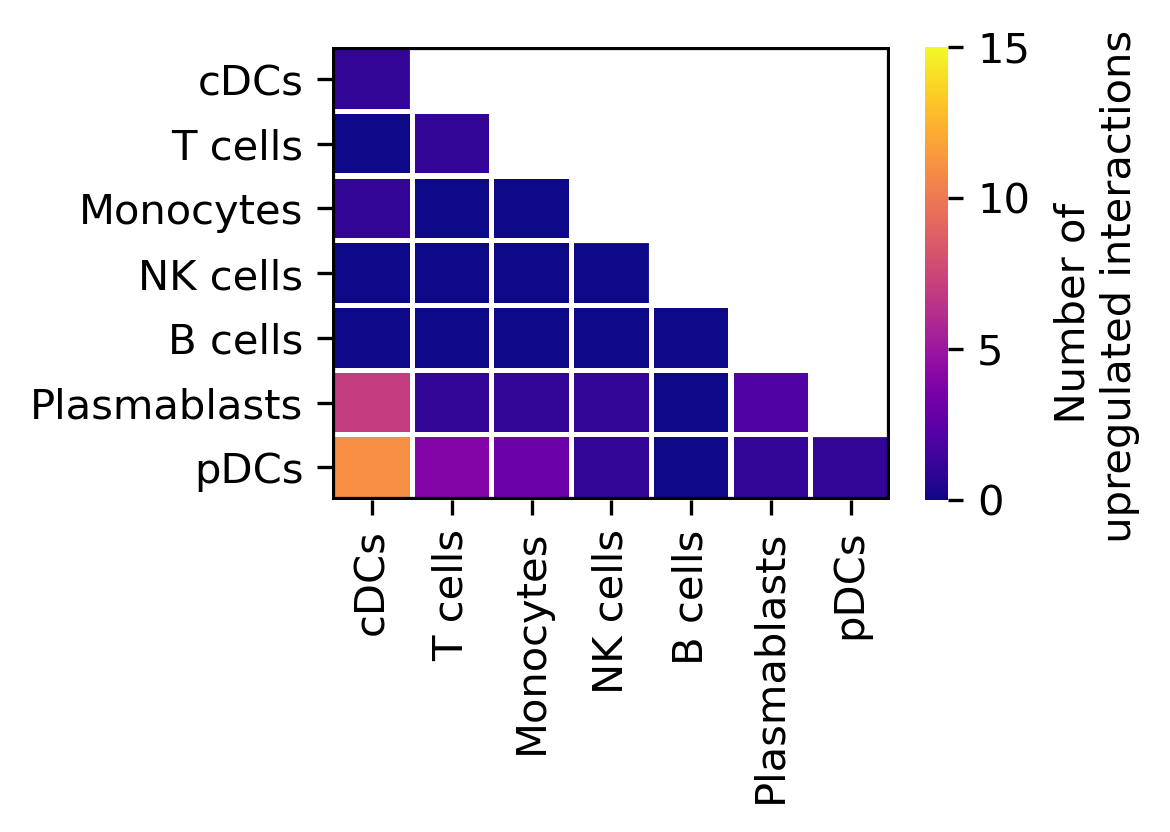 cDCs
T cells
Monocytes
NK cells
B cells
Plasmablasts
pDCs
cDCs
T cells
Monocytes
NK cells
B cells
Plasmablasts
pDCs
15
10
5
0
Number of
upregulated interactions